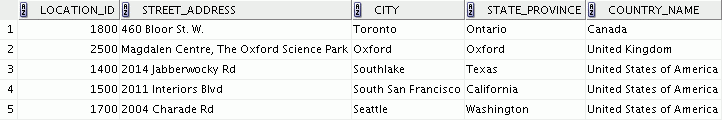 LOCATION_ID STREET_ADDRESS CITY STATE_PROVINCE COUNTRY_NAME
1 1800 460 Bloor St. W. Toronto Ontario Canada
2 2500 Magdalen Centre, The Oxford Science Park Oxford Oxford United Kingdom
3 1400 2014 Jabberwocky Rd Southlake Texas United States of America
4 1500 2011 Interiors Blvd South San Francisco California United States of America
5 1700 2004 Charade Rd Seattle Washington United States of America